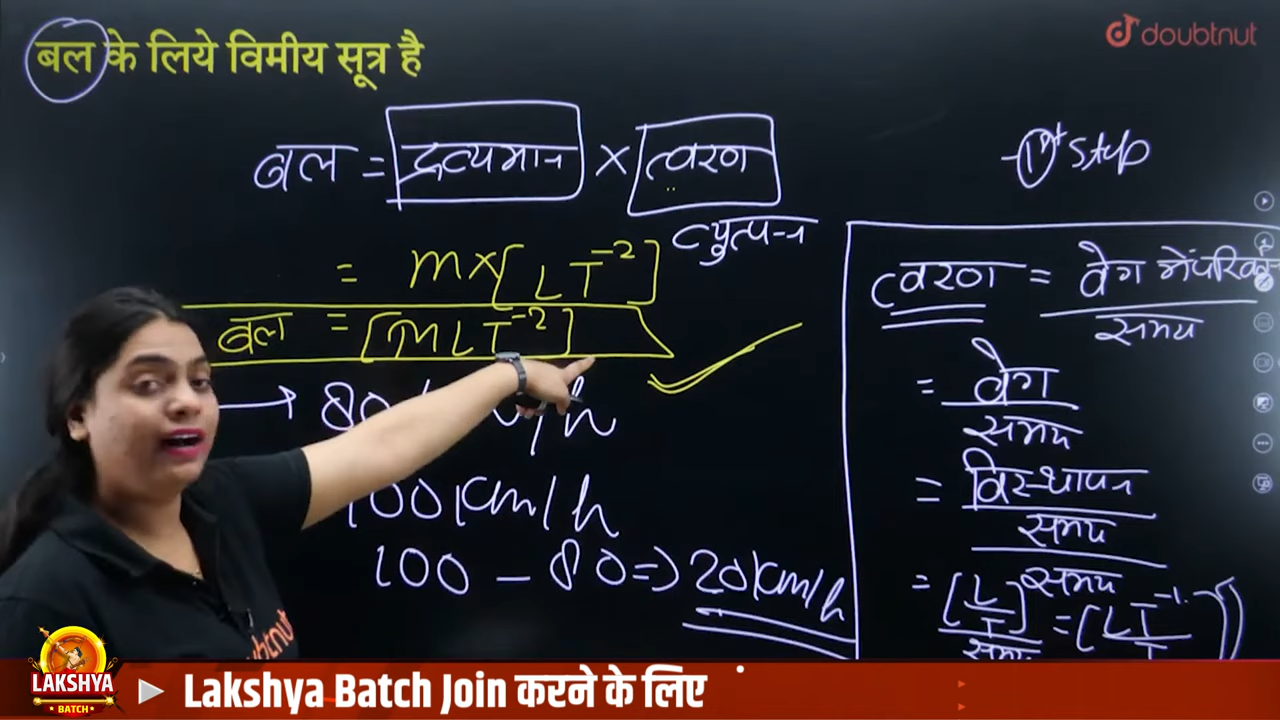 बल के लिये विमीय सूत्र है
doubtnut
बल = द्रव्यमान × त्वरण
1st step
व्युत्पन्न
= M×[LT⁻²]
बल = [MLT⁻²]
→ 80 km/h
100 km/h
100 – 80 => 20 km/h
त्वरण = वेग में परिवर्तन
समय
= वेग
समय
= विस्थापन
समय
समय
= [L
T]
समय
= [LT⁻¹
T
LAKSHYA
BATCH
Lakshya Batch Join करने के लिए